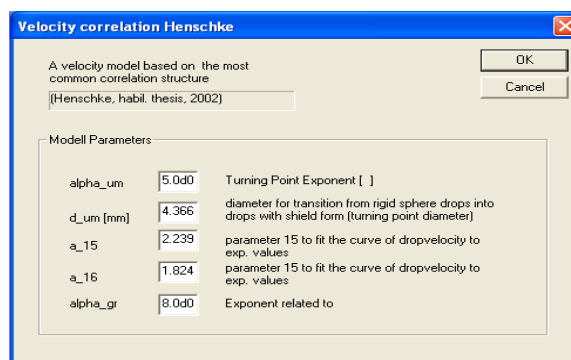 Velocity correlation Henschke
A velocity model based on the most
common correlation structure
(Henschke, habil. thesis, 2002)
OK
Cancel
Modell Parameters
alpha_um 5.0d0 Turning Point Exponent [ ]
d_um [mm] 4.366 diameter for transition from rigid sphere drops into
drops with shield form (turning point diameter)
a_15 2.239 parameter 15 to fit the curve of dropvelocity to
exp. values
a_16 1.824 parameter 15 to fit the curve of dropvelocity to
exp. values
alpha_gr 8.0d0 Exponent related to